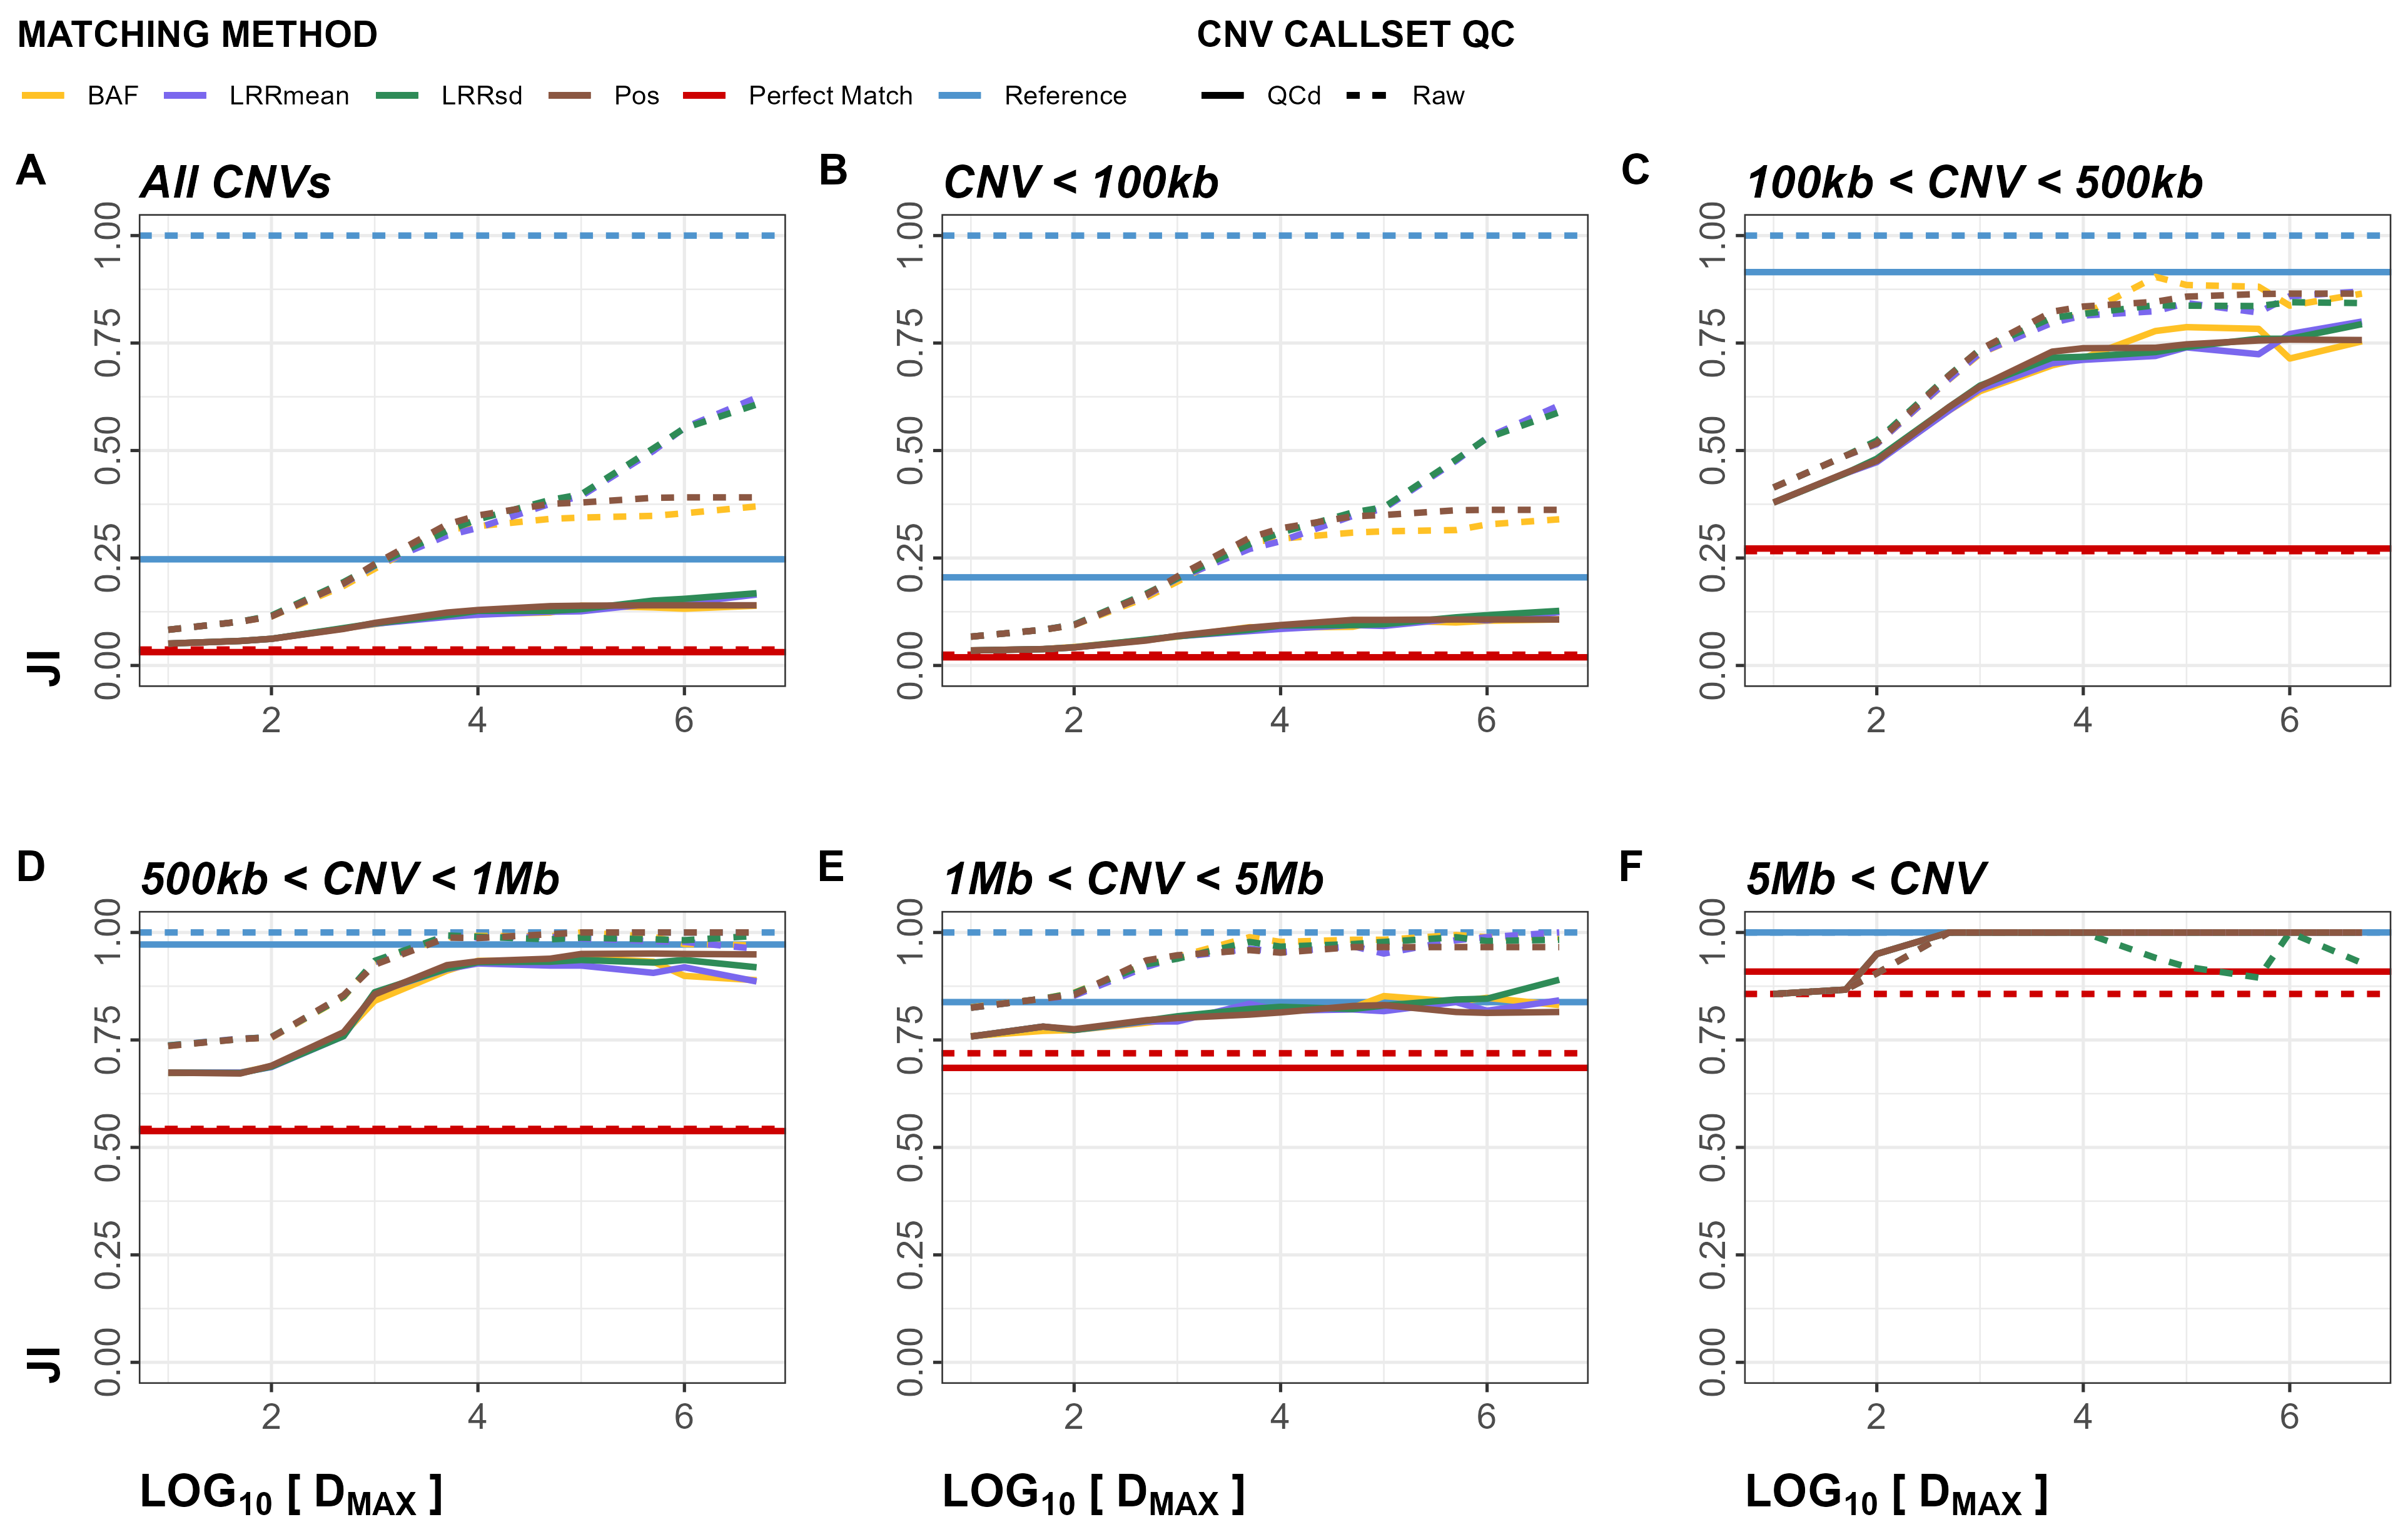 MATCHING METHOD CNV CALLSET QC
BAF LRRmean LRRsd Pos Perfect Match Reference QCd Raw
A All CNVs B CNV < 100kb C 100kb < CNV < 500kb
1.00 1.00 1.00
0.75 0.75 0.75
0.50 0.50 0.50
0.25 0.25 0.25
0.00 0.00 0.00
JI
2 4 6 2 4 6 2 4 6
D 500kb < CNV < 1Mb E 1Mb < CNV < 5Mb F 5Mb < CNV
1.00 1.00 1.00
0.75 0.75 0.75
0.50 0.50 0.50
0.25 0.25 0.25
0.00 0.00 0.00
JI
2 4 6 2 4 6 2 4 6
LOG10 [ DMAX ] LOG10 [ DMAX ] LOG10 [ DMAX ]